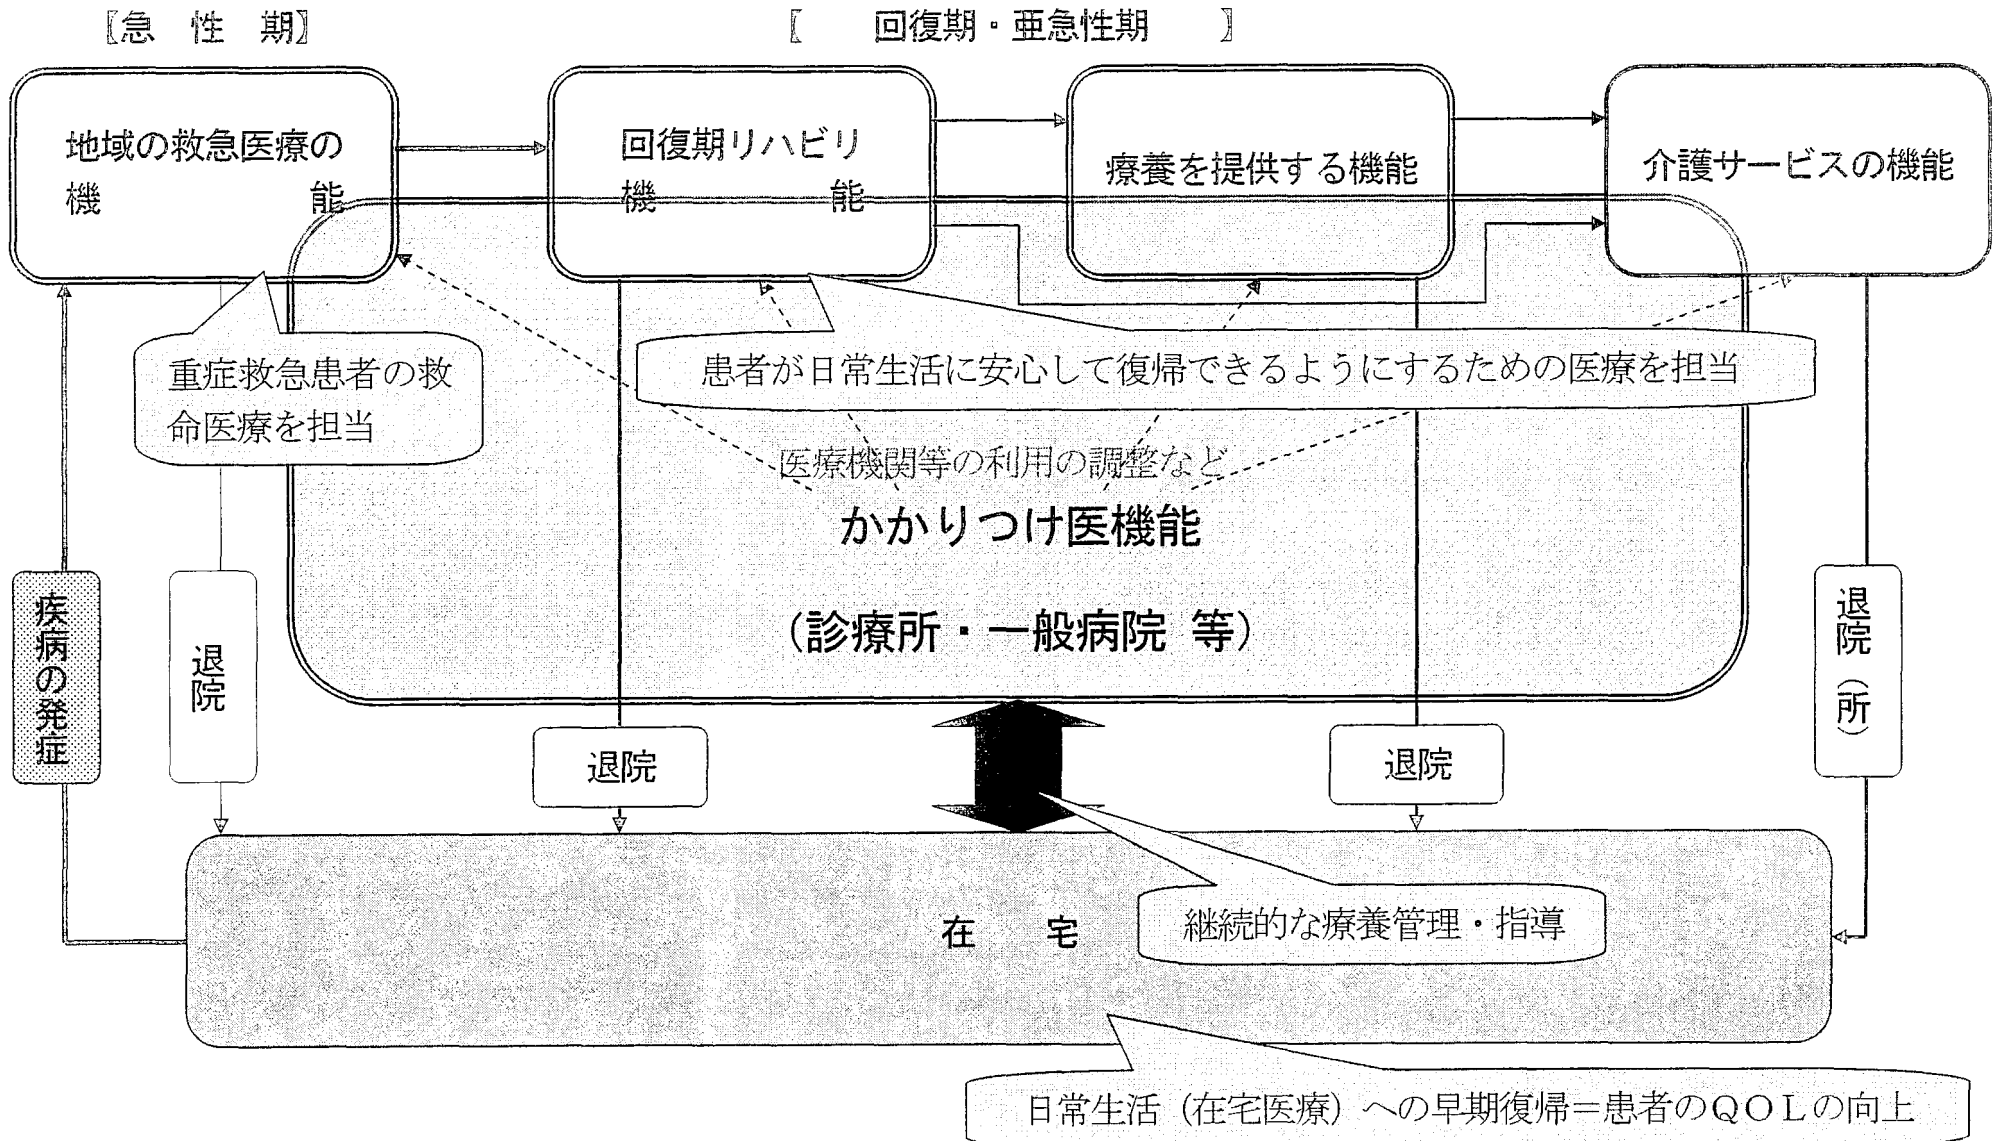 〖急 性 期〗
〖 回復期・亜急性期 〗
地域の救急医療の
機 能
回復期リハビリ
機 能
療養を提供する機能
介護サービスの機能
重症救急患者の救
命医療を担当
患者が日常生活に安心して復帰できるようにするための医療を担当
医療機関等の利用の調整など
かかりつけ医機能
（診療所・一般病院 等）
疾病の発症
退院
退院
退院
退院（所）
在 宅
継続的な療養管理・指導
日常生活（在宅医療）への早期復帰＝患者のＱＯＬの向上